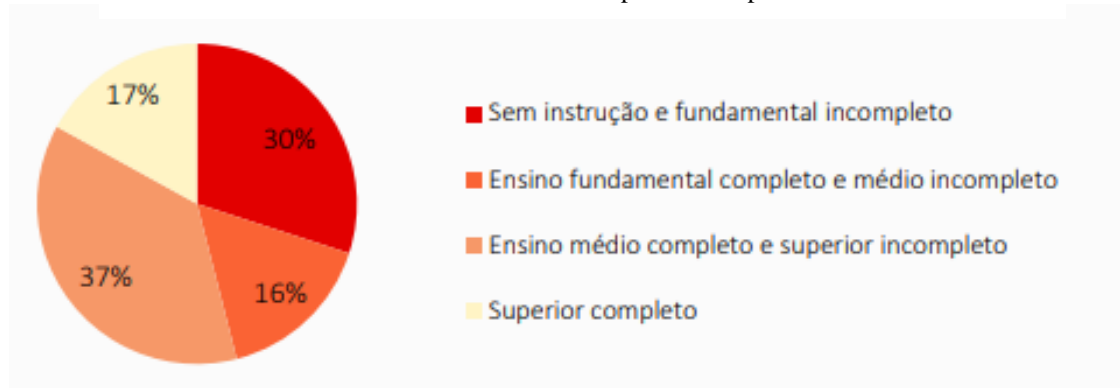 17%
30%
37%
16%
Sem instrução e fundamental incompleto
Ensino fundamental completo e médio incompleto
Ensino médio completo e superior incompleto
Superior completo